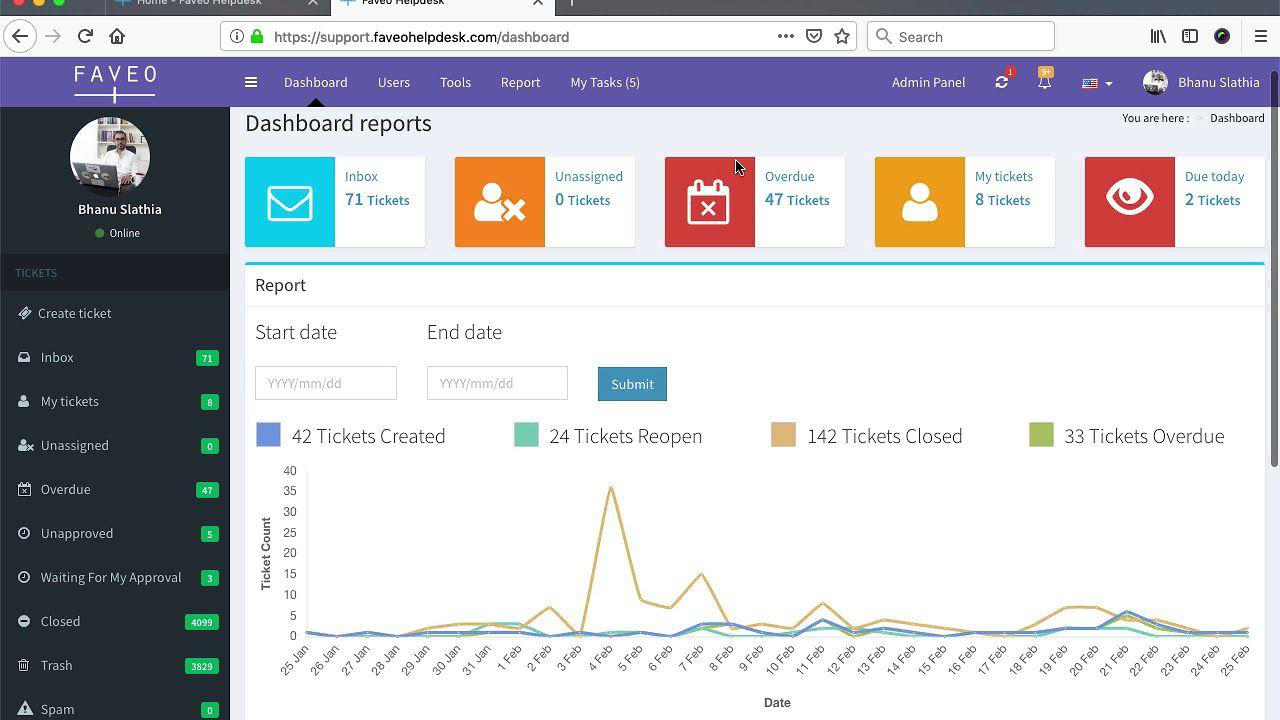 Home - Faveo Helpdesk
Faveo Helpdesk
https://support.faveohelpdesk.com/dashboard
Search
FAVEO
Dashboard
Users
Tools
Report
My Tasks (5)
Admin Panel
1
9+
Bhanu Slathia
Bhanu Slathia
Online
TICKETS
Create ticket
Inbox 71
My tickets 8
Unassigned 0
Overdue 47
Unapproved 5
Waiting For My Approval 3
Closed 4099
Trash 3829
Spam 0
Dashboard reports
You are here : > Dashboard
Inbox
71 Tickets
Unassigned
0 Tickets
Overdue
47 Tickets
My tickets
8 Tickets
Due today
2 Tickets
Report
Start date
End date
YYYY/mm/dd
YYYY/mm/dd
Submit
42 Tickets Created
24 Tickets Reopen
142 Tickets Closed
33 Tickets Overdue
Ticket Count
40
35
30
25
20
15
10
5
0
25 Jan
26 Jan
27 Jan
28 Jan
29 Jan
30 Jan
31 Jan
1 Feb
2 Feb
3 Feb
4 Feb
5 Feb
6 Feb
7 Feb
8 Feb
9 Feb
10 Feb
11 Feb
12 Feb
13 Feb
14 Feb
15 Feb
16 Feb
17 Feb
18 Feb
19 Feb
20 Feb
21 Feb
22 Feb
23 Feb
24 Feb
25 Feb
Date